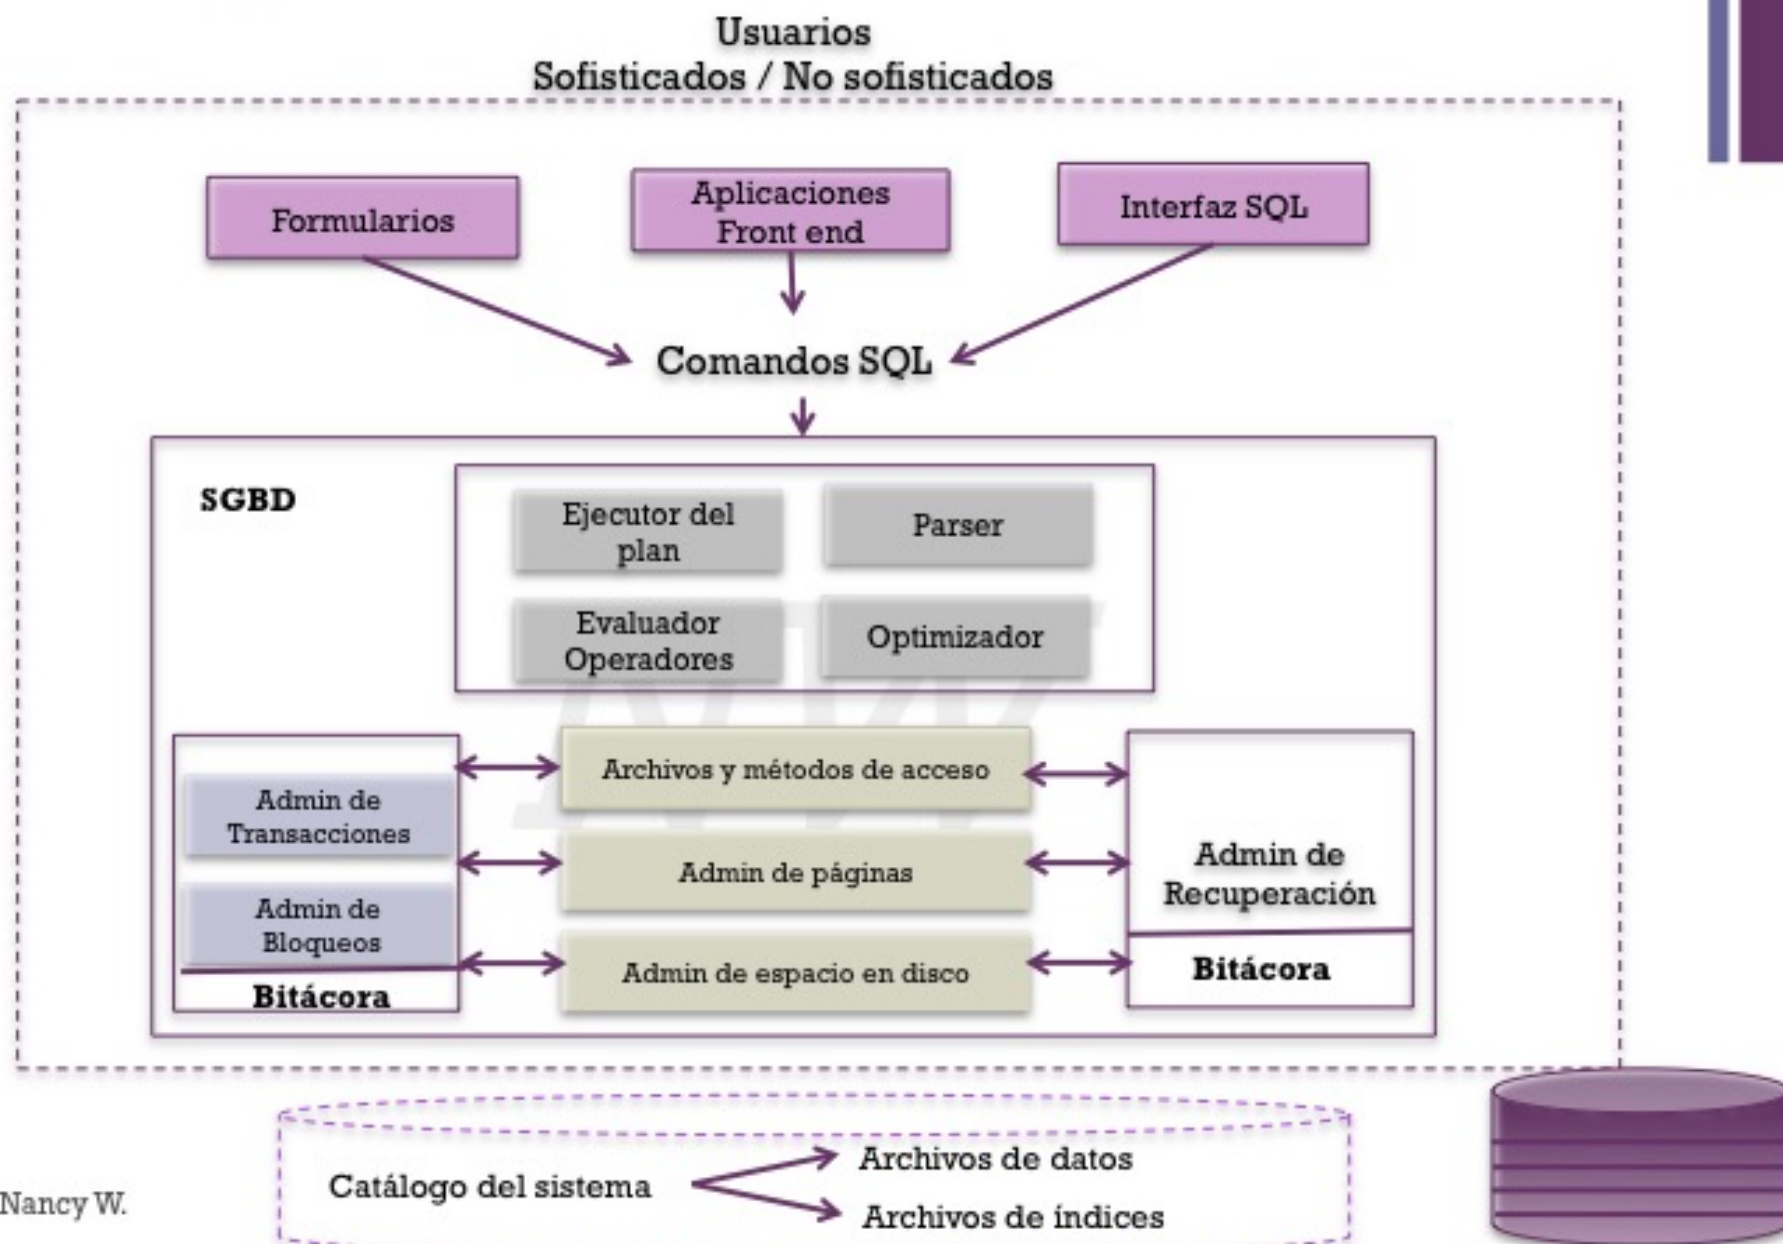 Usuarios
Sofisticados / No sofisticados
Formularios
Aplicaciones
Front end
Interfaz SQL
Comandos SQL
SGBD
Ejecutor del
plan
Parser
Evaluador
Operadores
Optimizador
Admin de
Transacciones
Admin de
Bloqueos
Bitácora
Archivos y métodos de acceso
Admin de páginas
Admin de espacio en disco
Admin de
Recuperación
Bitácora
Catálogo del sistema
Archivos de datos
Archivos de índices
Nancy W.
NW